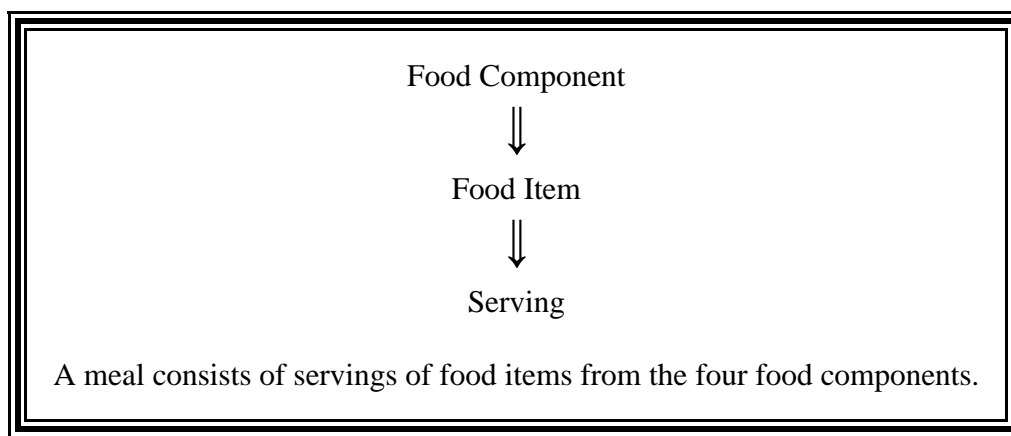 Food Component
⇓
Food Item
⇓
Serving
A meal consists of servings of food items from the four food components.